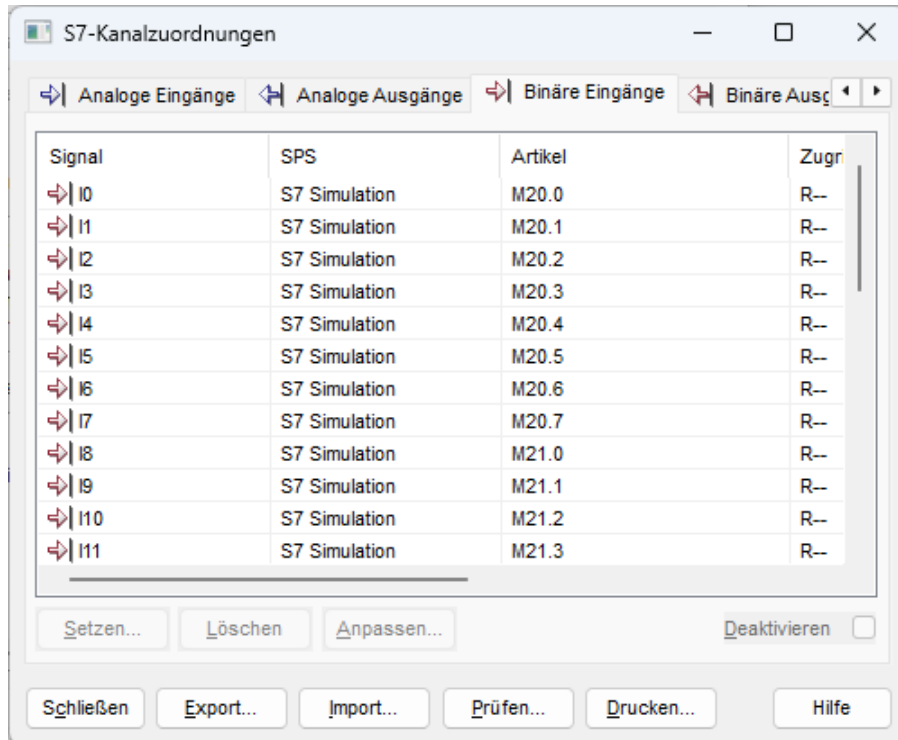 S7-Kanalzuordnungen
Analoge Eingänge Analoge Ausgänge Binäre Eingänge Binäre Ausg
Signal SPS Artikel Zugri
I0 S7 Simulation M20.0 R--
I1 S7 Simulation M20.1 R--
I2 S7 Simulation M20.2 R--
I3 S7 Simulation M20.3 R--
I4 S7 Simulation M20.4 R--
I5 S7 Simulation M20.5 R--
I6 S7 Simulation M20.6 R--
I7 S7 Simulation M20.7 R--
I8 S7 Simulation M21.0 R--
I9 S7 Simulation M21.1 R--
I10 S7 Simulation M21.2 R--
I11 S7 Simulation M21.3 R--
Setzen... Löschen Anpassen... Deaktivieren
Schließen Export... Import... Prüfen... Drucken... Hilfe